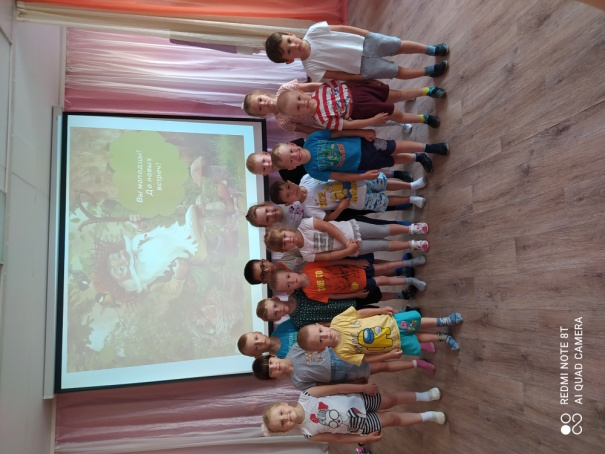 Вы молодцы!
До новых
встреч!
REDMI NOTE 8T
AI QUAD CAMERA